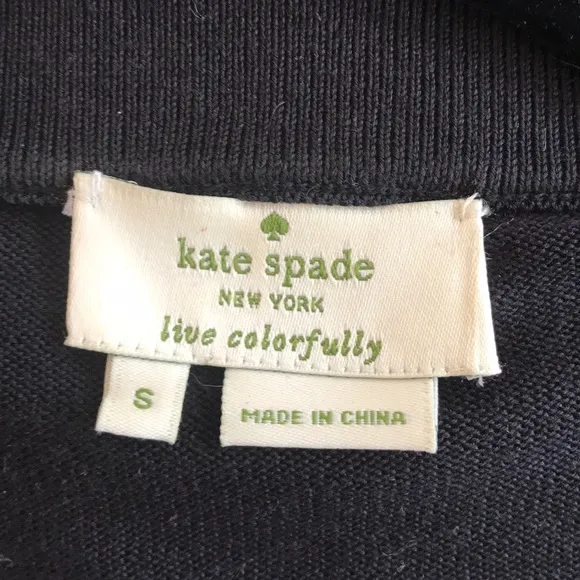 kate spade
NEW YORK
live colorfully
S
MADE IN CHINA